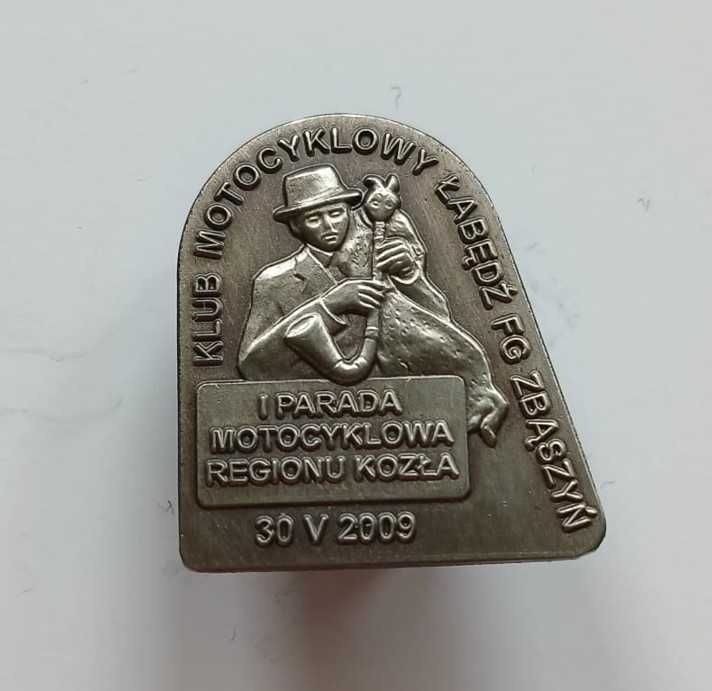 KLUB MOTOCYKLOWY ŁABĘDŹ FG ZBĄSZYŃ
I PARADA
MOTOCYKLOWA
REGIONU KOZŁA
30 V 2009